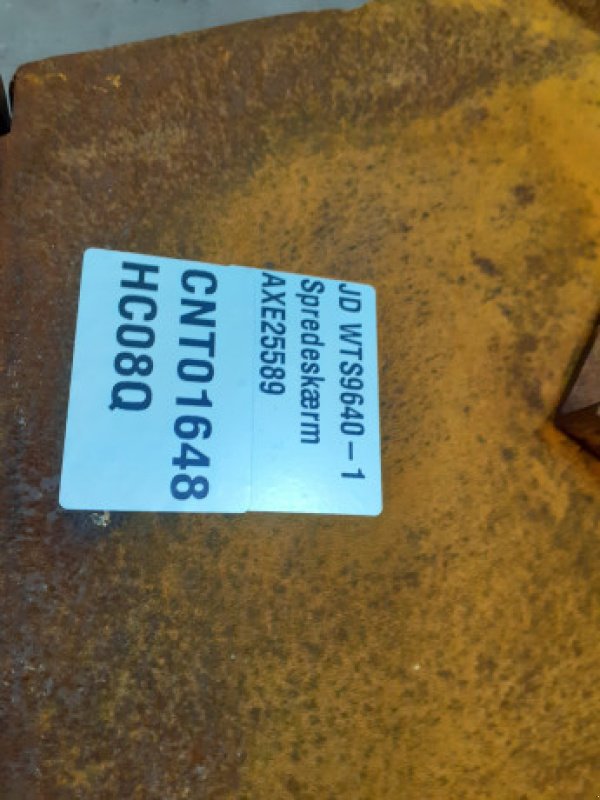 JD WTS9640-1
Spredeskærm
AXE25589
CNT01648
HC08Q